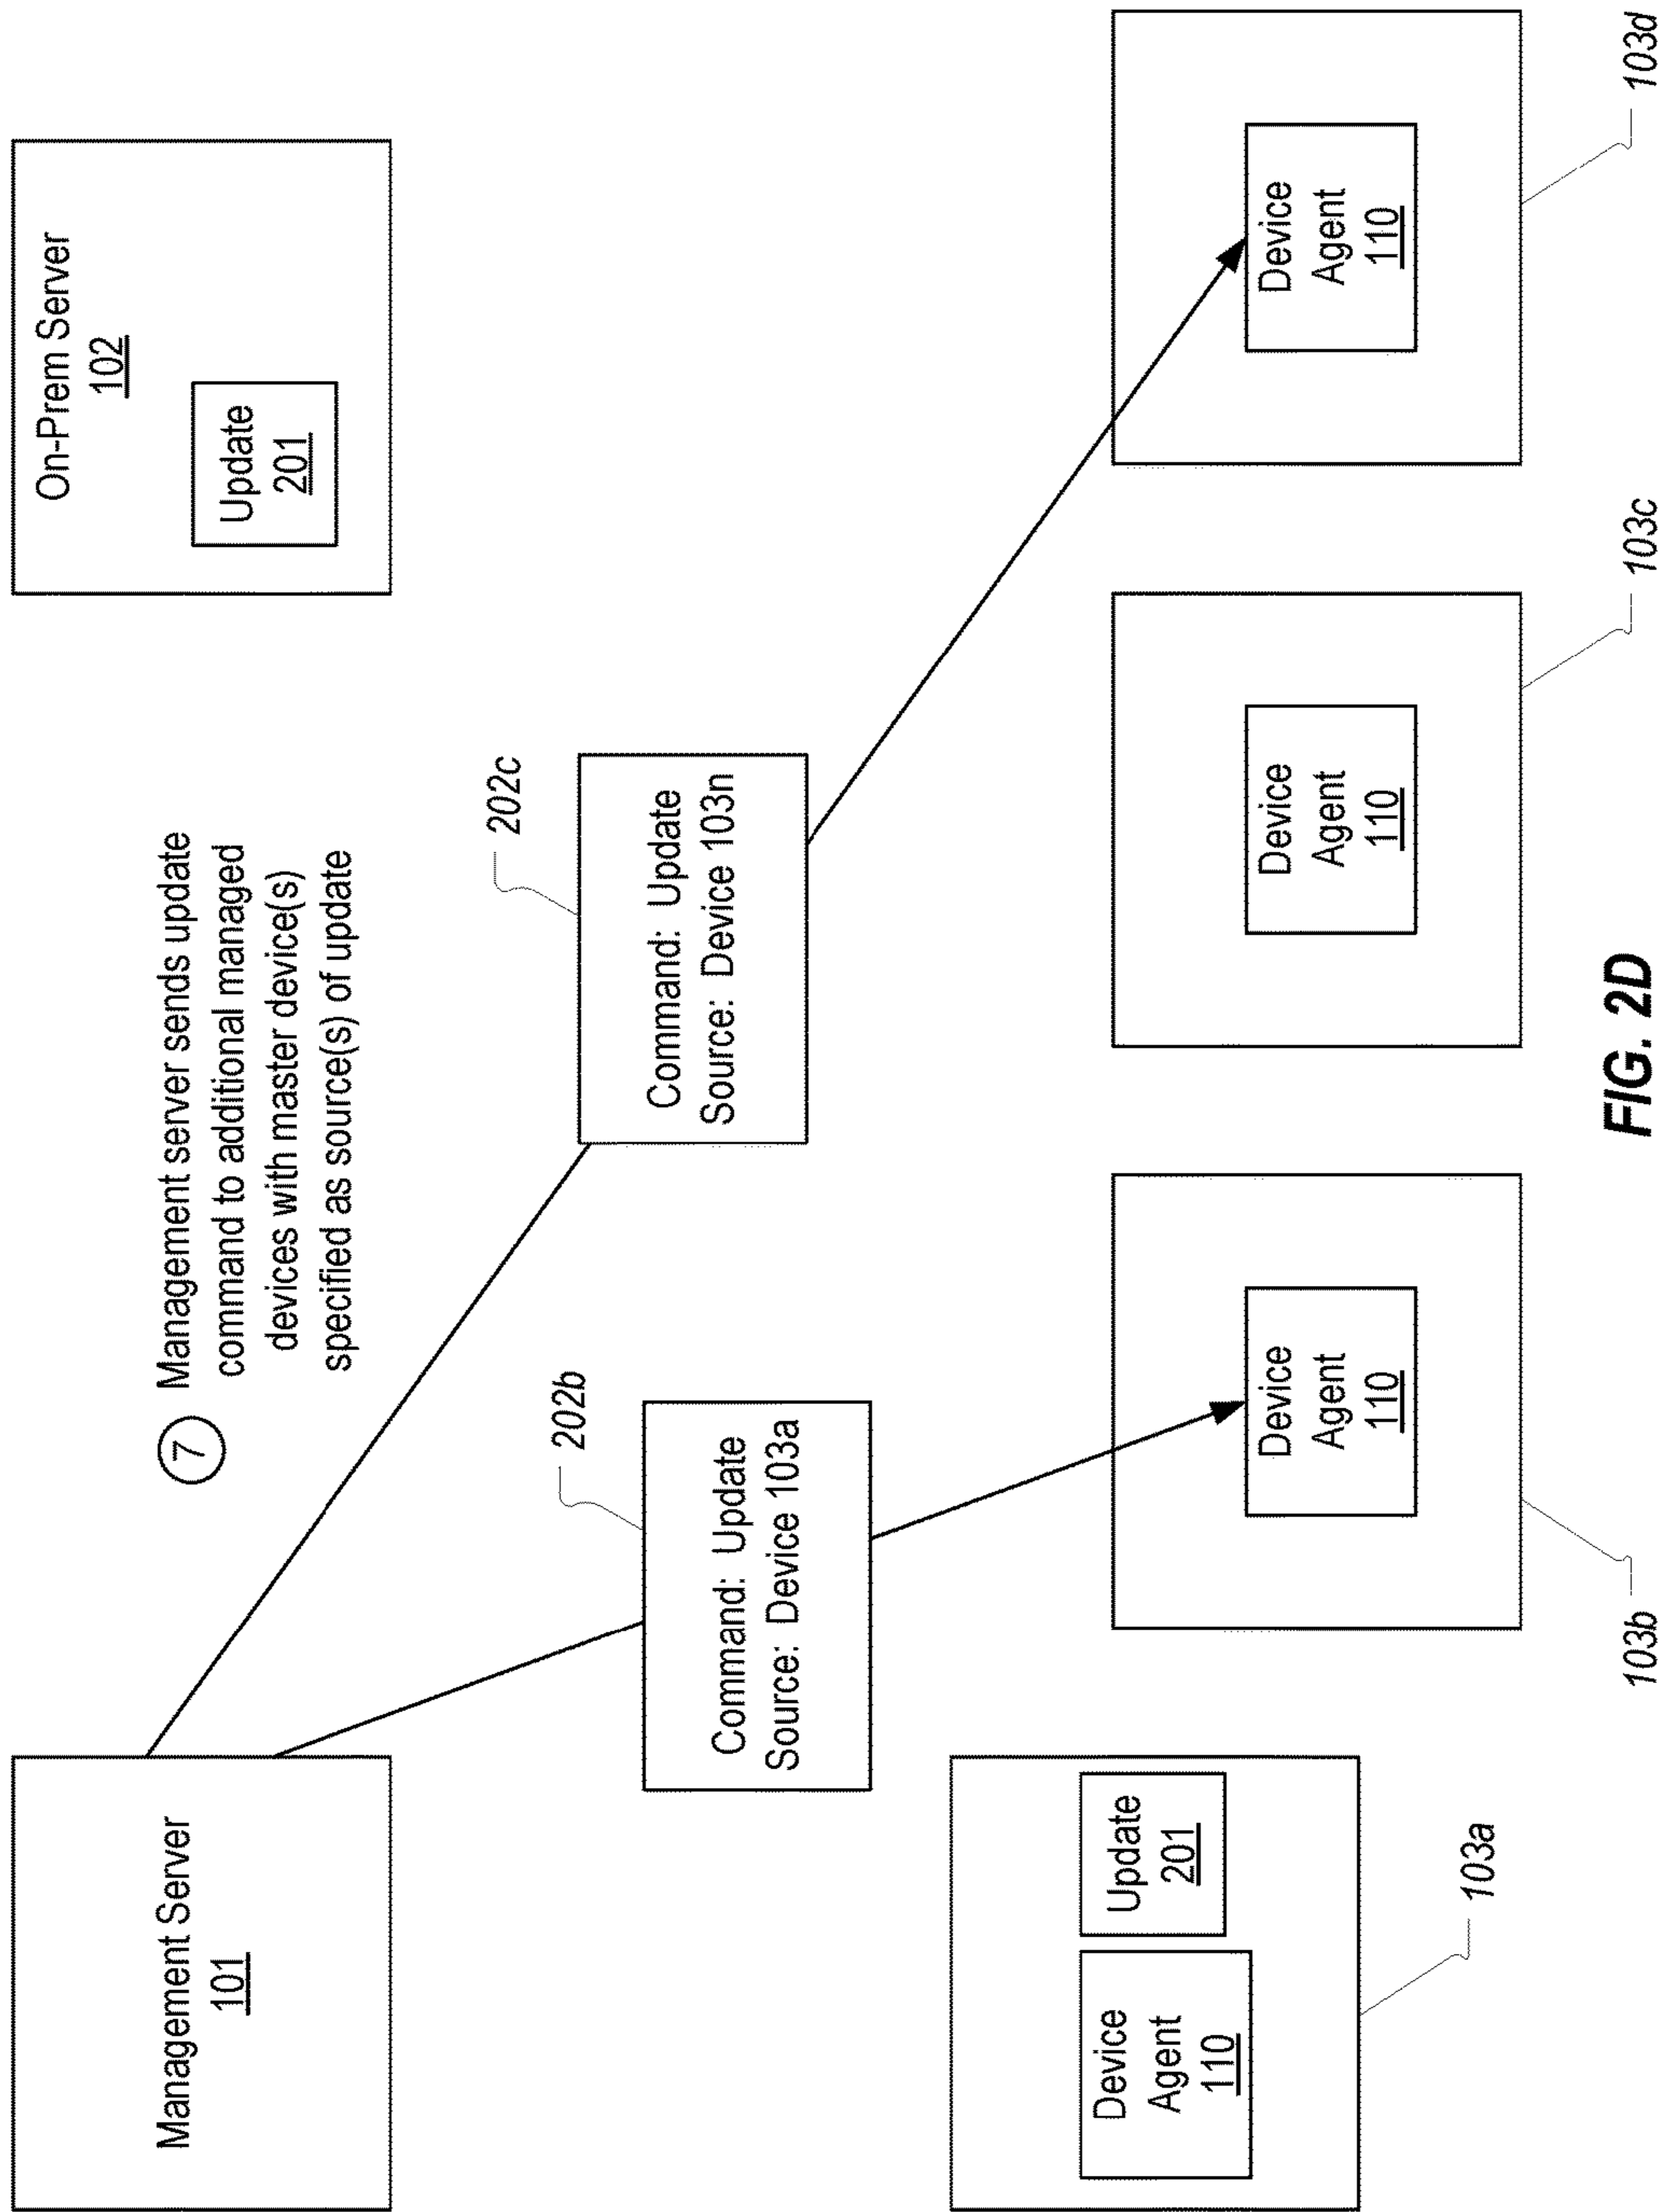 Management Server
101
On-Prem Server
102
Update
201
7
Management server sends update
command to additional managed
devices with master device(s)
specified as source(s) of update
202c
Command: Update
Source: Device 103n
202b
Command: Update
Source: Device 103a
Device
Agent
110
Update
201
103a
Device
Agent
110
103b
Device
Agent
110
103c
Device
Agent
110
103d
FIG. 2D